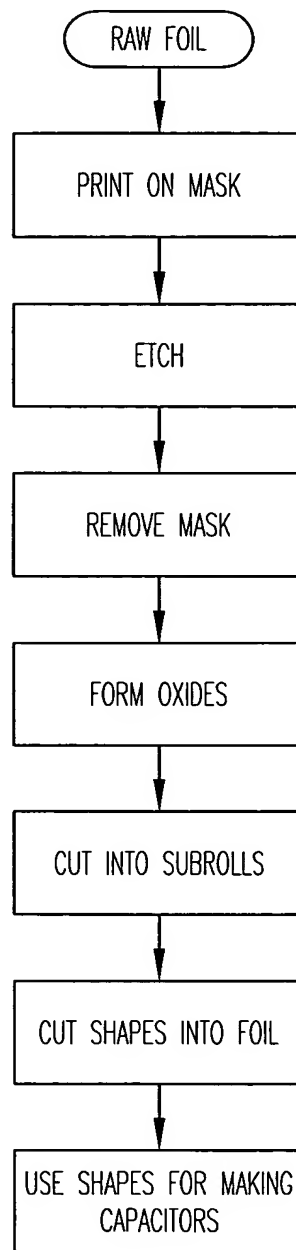 RAW FOIL
PRINT ON MASK
ETCH
REMOVE MASK
FORM OXIDES
CUT INTO SUBROLLS
CUT SHAPES INTO FOIL
USE SHAPES FOR MAKING
CAPACITORS